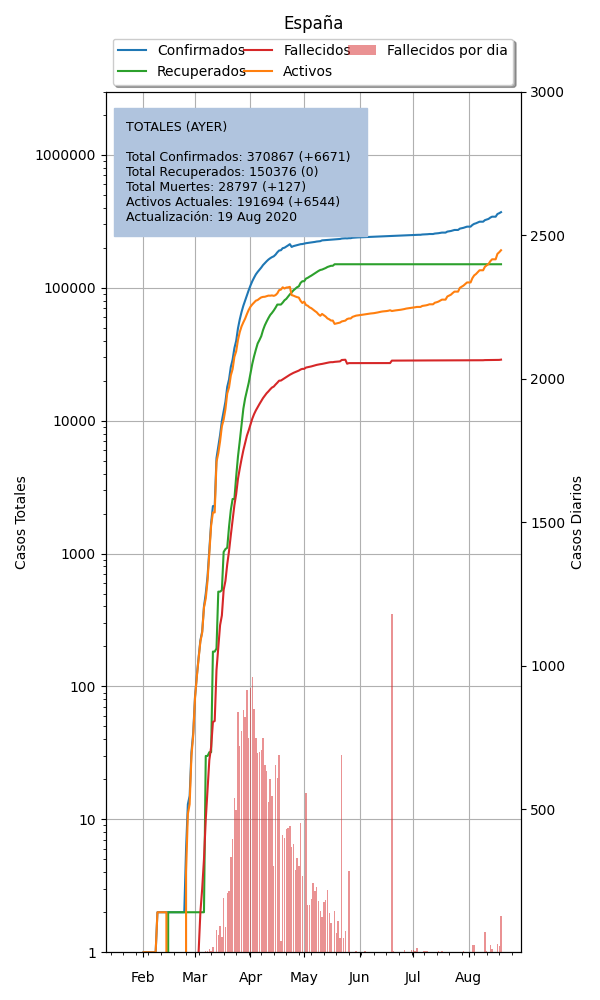 España
Confirmados Fallecidos Fallecidos por dia
Recuperados Activos
3000
TOTALES (AYER)
1000000
Total Confirmados: 370867 (+6671)
Total Recuperados: 150376 (0)
Total Muertes: 28797 (+127)
Activos Actuales: 191694 (+6544)
Actualización: 19 Aug 2020
2500
100000
2000
10000
Casos Totales
Casos Diarios
1500
1000
1000
100
500
10
1
Feb Mar Apr May Jun Jul Aug